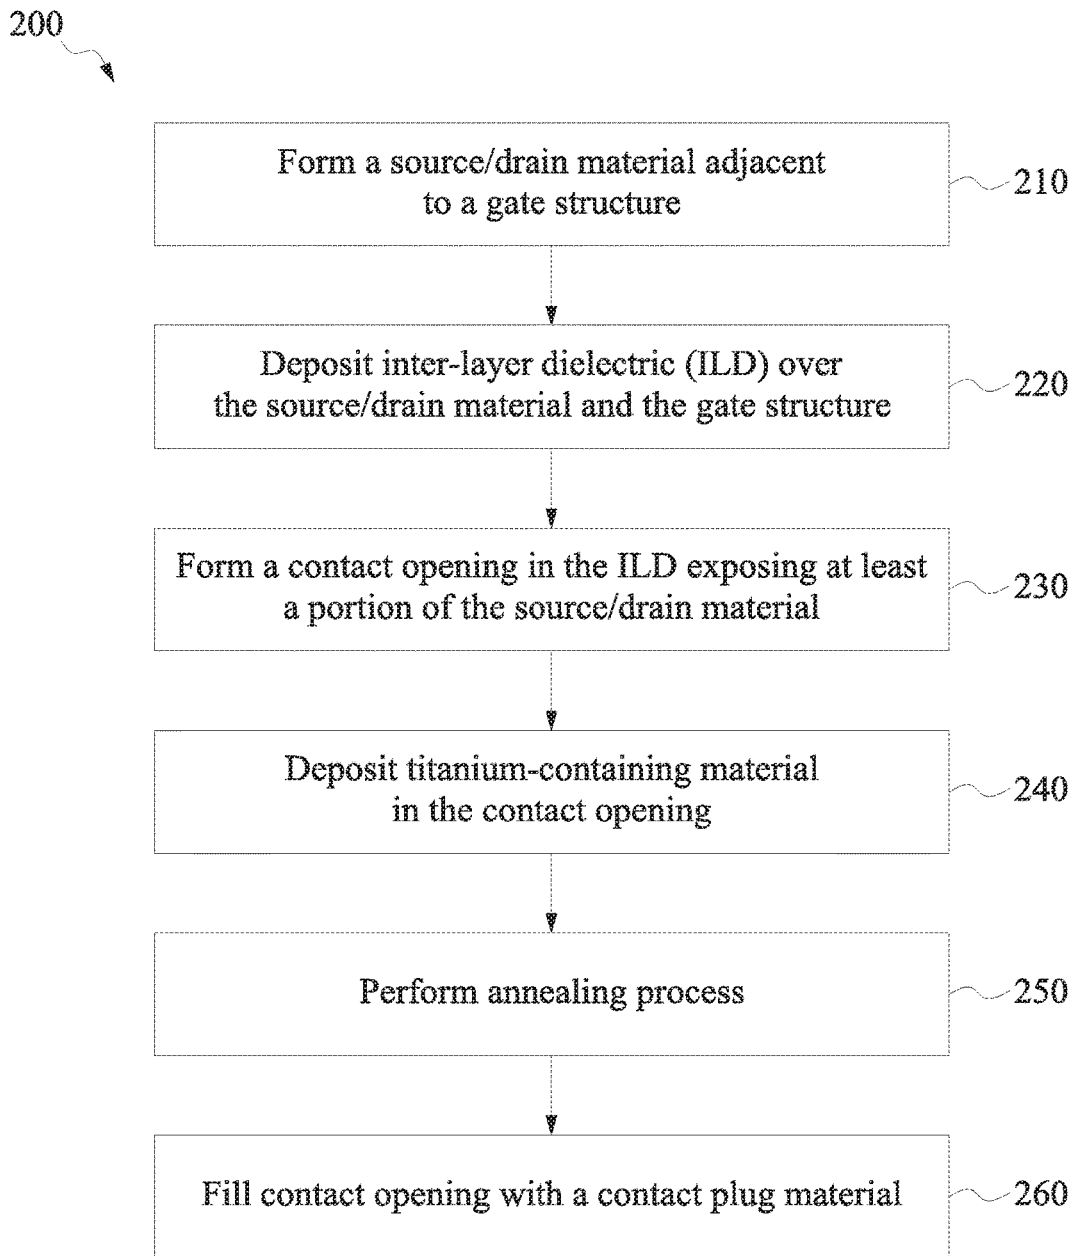 200
Form a source/drain material adjacent
to a gate structure
210
Deposit inter-layer dielectric (ILD) over
the source/drain material and the gate structure
220
Form a contact opening in the ILD exposing at least
a portion of the source/drain material
230
Deposit titanium-containing material
in the contact opening
240
Perform annealing process
250
Fill contact opening with a contact plug material
260